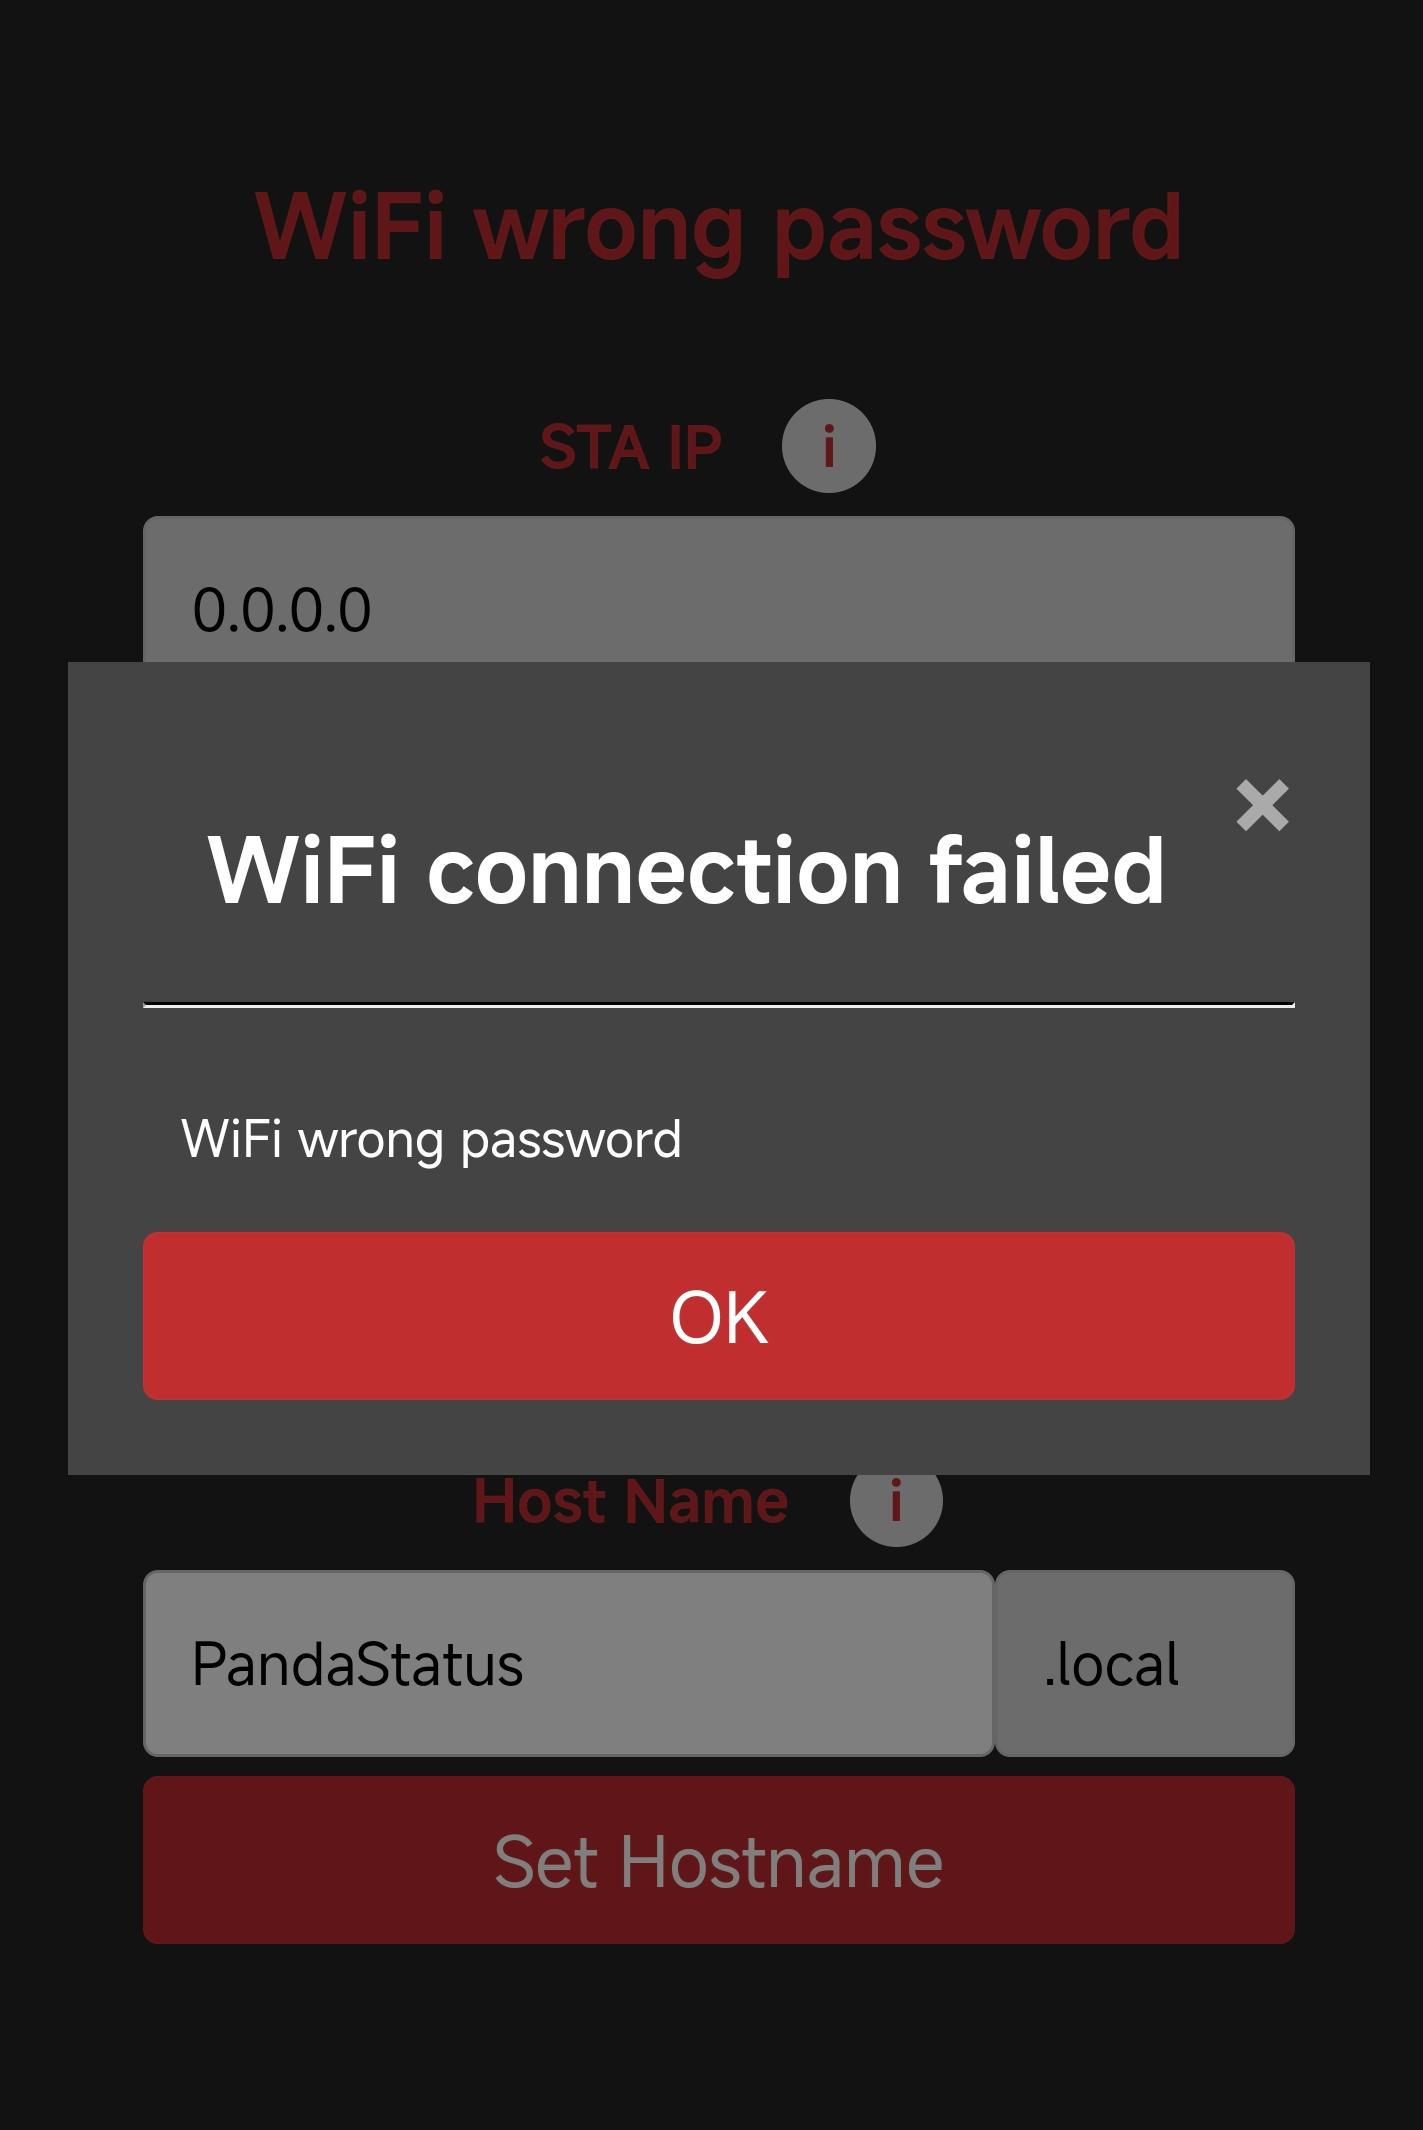 WiFi wrong password
STA IP i
0.0.0.0
WiFi connection failed
WiFi wrong password
OK
Host Name i
PandaStatus .local
Set Hostname